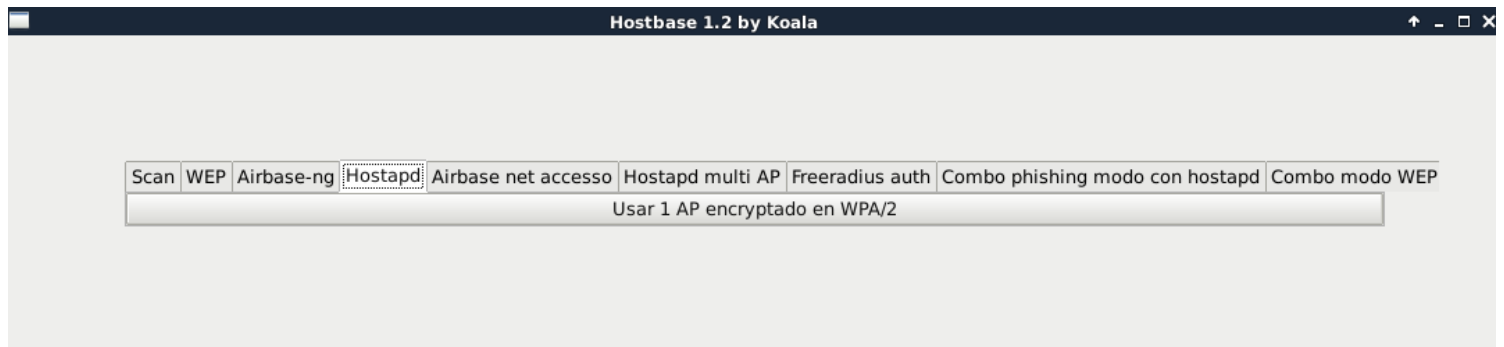 Hostbase 1.2 by Koala
Scan WEP Airbase-ng Hostapd Airbase net accesso Hostapd multi AP Freeradius auth Combo phishing modo con hostapd Combo modo WEP
Usar 1 AP encryptado en WPA/2